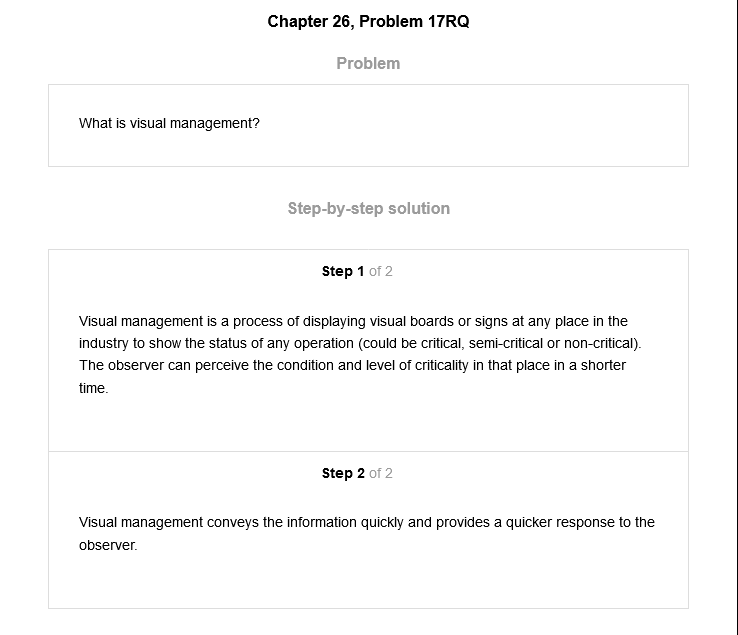 Chapter 26, Problem 17RQ
Problem
What is visual management?
Step-by-step solution
Step 1 of 2
Visual management is a process of displaying visual boards or signs at any place in the
industry to show the status of any operation (could be critical, semi-critical or non-critical).
The observer can perceive the condition and level of criticality in that place in a shorter
time.
Step 2 of 2
Visual management conveys the information quickly and provides a quicker response to the
observer.